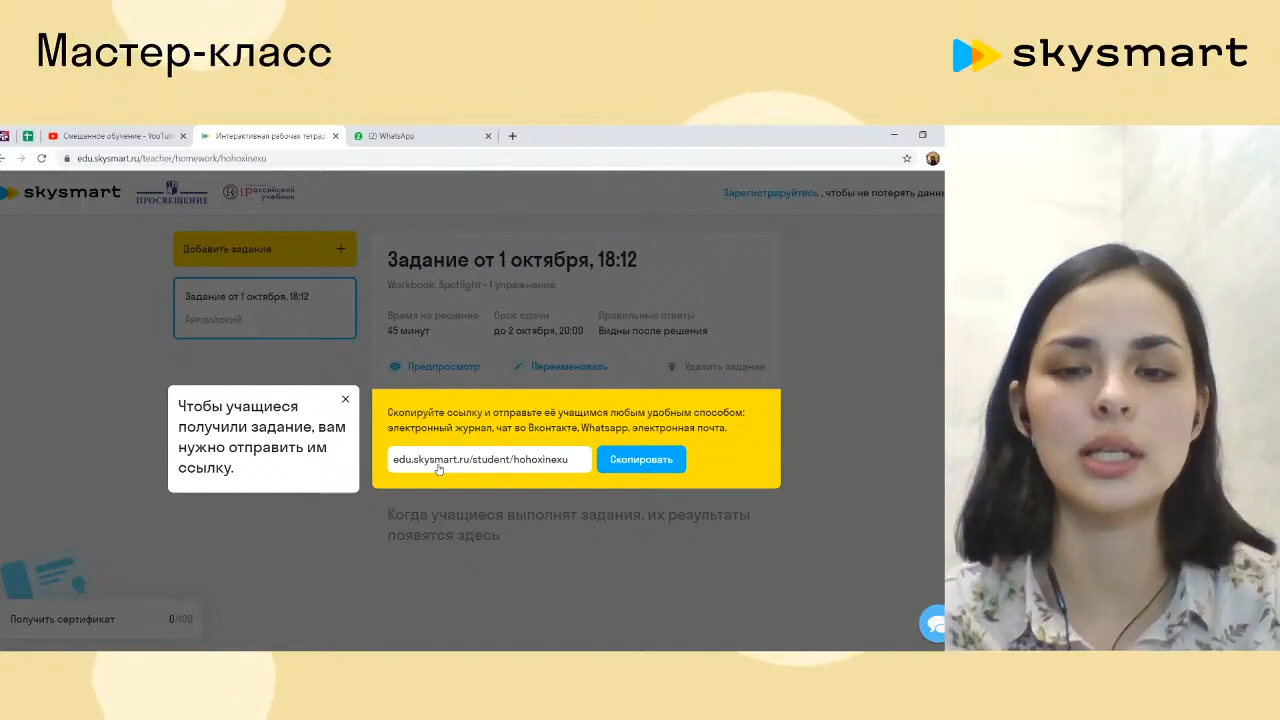 Мастер-класс
skysmart
Смешанное обучение - YouTu
Интерактивная рабочая тетрад
(2) WhatsApp
edu.skysmart.ru/teacher/homework/hohoxinexu
skysmart
ПРОСВЕЩЕНИЕ
российский
учебник
Зарегистрируйтесь, чтобы не потерять данн
Добавить задание +
Задание от 1 октября, 18:12
Английский
Задание от 1 октября, 18:12
Workbook. Spotlight • 1 упражнение
Время на решение
Срок сдачи
Правильные ответы
45 минут
до 2 октября, 20:00
Видны после решения
Предпросмотр
Переименовать
Удалить задание
Чтобы учащиеся
получили задание, вам
нужно отправить им
ссылку.
Скопируйте ссылку и отправьте её учащимся любым удобным способом:
электронный журнал, чат во Вконтакте, Whatsapp, электронная почта.
edu.skysmart.ru/student/hohoxinexu
Скопировать
Когда учащиеся выполнят задания, их результаты
появятся здесь
Получить сертификат
0/100